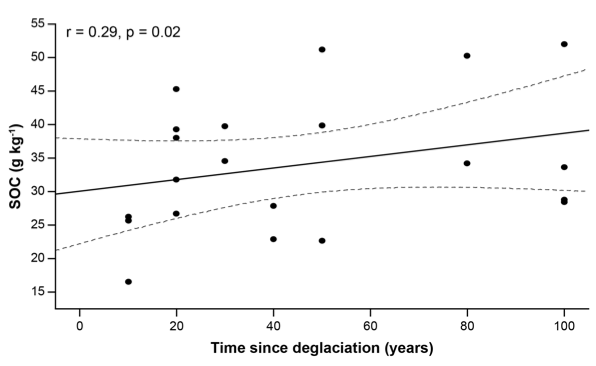 r = 0.29, p = 0.02
55
50
45
40
35
30
25
20
15
SOC (g kg⁻¹)
0 20 40 60 80 100
Time since deglaciation (years)